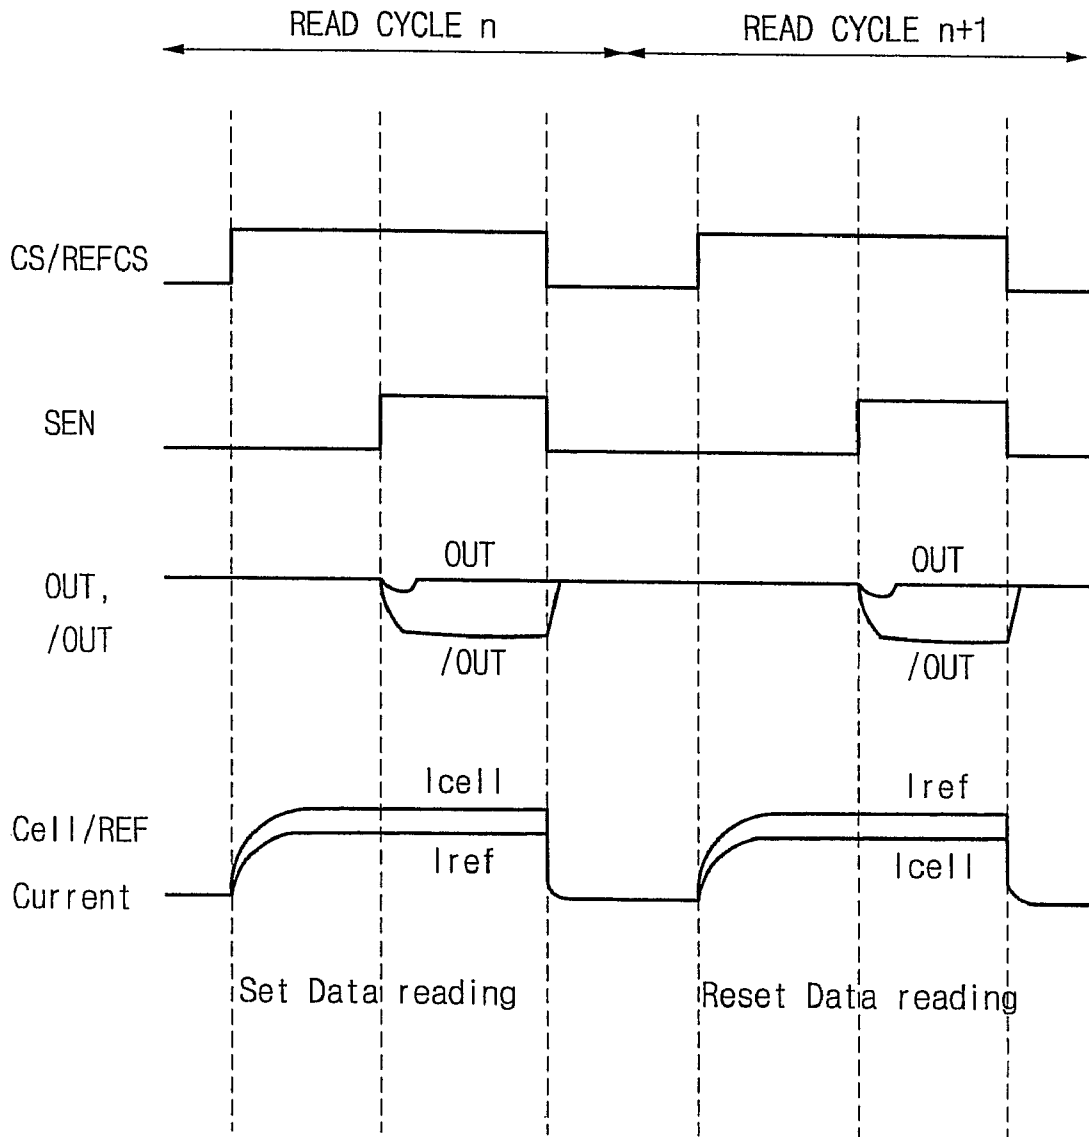 READ CYCLE n
READ CYCLE n+1
CS/REFCS
SEN
OUT,
/OUT
OUT
/OUT
OUT
/OUT
Cell/REF
Current
Icell
Iref
Iref
Icell
Set Data reading
Reset Data reading